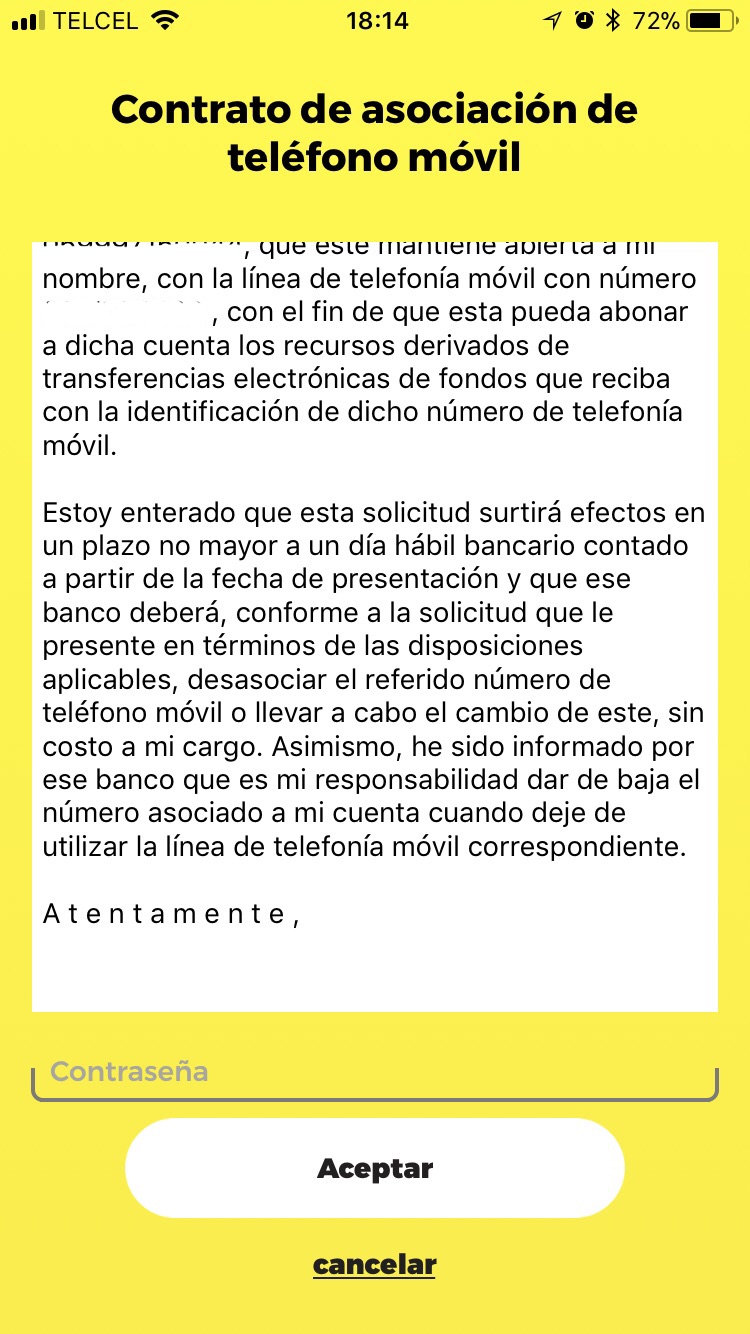 TELCEL 18:14 72%
Contrato de asociación de
teléfono móvil
, que este mantiene abierta a mi
nombre, con la línea de telefonía móvil con número
, con el fin de que esta pueda abonar
a dicha cuenta los recursos derivados de
transferencias electrónicas de fondos que reciba
con la identificación de dicho número de telefonía
móvil.
Estoy enterado que esta solicitud surtirá efectos en
un plazo no mayor a un día hábil bancario contado
a partir de la fecha de presentación y que ese
banco deberá, conforme a la solicitud que le
presente en términos de las disposiciones
aplicables, desasociar el referido número de
teléfono móvil o llevar a cabo el cambio de este, sin
costo a mi cargo. Asimismo, he sido informado por
ese banco que es mi responsabilidad dar de baja el
número asociado a mi cuenta cuando deje de
utilizar la línea de telefonía móvil correspondiente.
A t e n t a m e n t e ,
Contraseña
Aceptar
cancelar